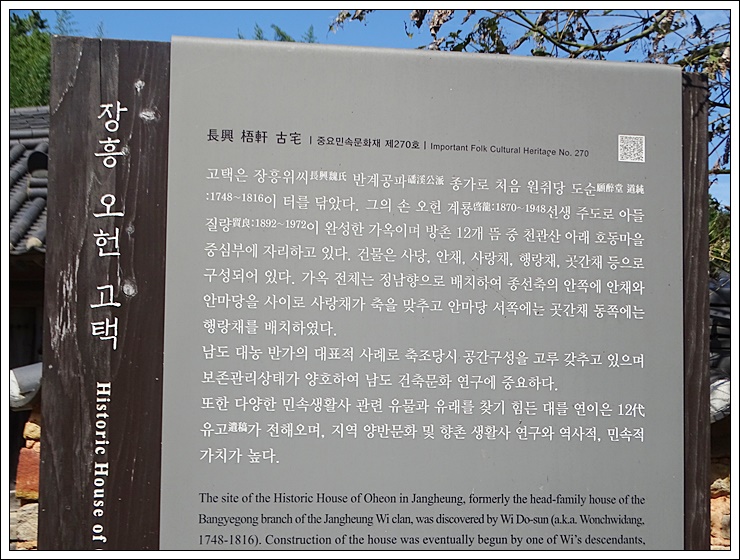 장흥 오헌 고택
Historic House of
長興 梧軒 古宅 | 중요민속문화재 제270호 | Important Folk Cultural Heritage No. 270
고택은 장흥위씨長興魏氏 반계공파磻溪公派 종가로 처음 원취당 도순願醉堂 道純
:1748~1816이 터를 닦았다. 그의 손 오헌 계룡啓龍:1870~1948선생 주도로 아들
질량質良:1892~1972이 완성한 가옥이며 방촌 12개 뜸 중 천관산 아래 호동마을
중심부에 자리하고 있다. 건물은 사당, 안채, 사랑채, 행랑채, 곳간채 등으로
구성되어 있다. 가옥 전체는 정남향으로 배치하여 종선축의 안쪽에 안채와
안마당을 사이로 사랑채가 축을 맞추고 안마당 서쪽에는 곳간채 동쪽에는
행랑채를 배치하였다.
남도 대농 반가의 대표적 사례로 축조당시 공간구성을 고루 갖추고 있으며
보존관리상태가 양호하여 남도 건축문화 연구에 중요하다.
또한 다양한 민속생활사 관련 유물과 유래를 찾기 힘든 대를 연이은 12代
유고遺稿가 전해오며, 지역 양반문화 및 향촌 생활사 연구와 역사적, 민속적
가치가 높다.
The site of the Historic House of Oheon in Jangheung, formerly the head-family house of the
Bangyegong branch of the Jangheung Wi clan, was discovered by Wi Do-sun (a.k.a. Wonchwidang,
1748-1816). Construction of the house was eventually begun by one of Wi's descendants,